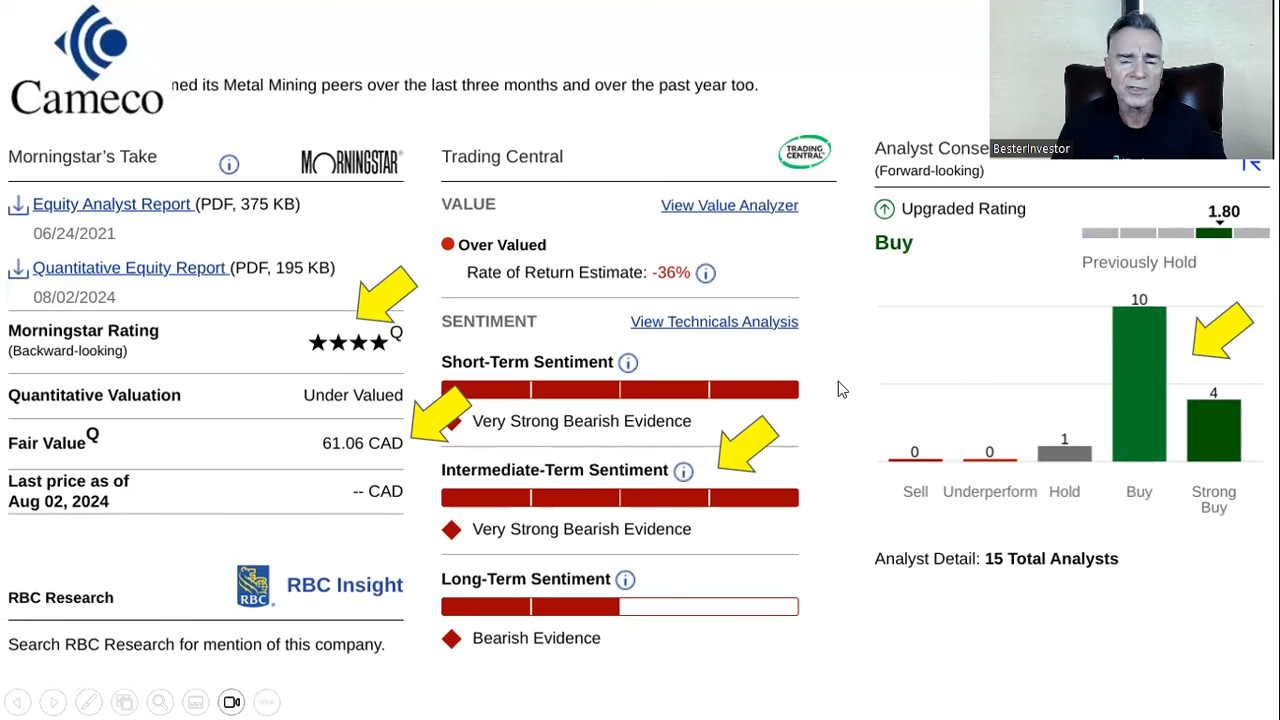 Cameco
ned its Metal Mining peers over the last three months and over the past year too.
BesterInvestor
Morningstar's Take
MORNINGSTAR
Equity Analyst Report (PDF, 375 KB)
06/24/2021
Quantitative Equity Report (PDF, 195 KB)
08/02/2024
Morningstar Rating
(Backward-looking)
★★★★Q
Quantitative Valuation Under Valued
Fair ValueQ 61.06 CAD
Last price as of
Aug 02, 2024
-- CAD
RBC Research
RBC
RBC Insight
Search RBC Research for mention of this company.
Trading Central
TRADING
CENTRAL
VALUE View Value Analyzer
Over Valued
Rate of Return Estimate: -36%
SENTIMENT View Technicals Analysis
Short-Term Sentiment
Very Strong Bearish Evidence
Intermediate-Term Sentiment
Very Strong Bearish Evidence
Long-Term Sentiment
Bearish Evidence
Analyst Conse
(Forward-looking)
Upgraded Rating
1.80
Buy
Previously Hold
10
4
1
0
0
Sell Underperform Hold Buy Strong
Buy
Analyst Detail: 15 Total Analysts